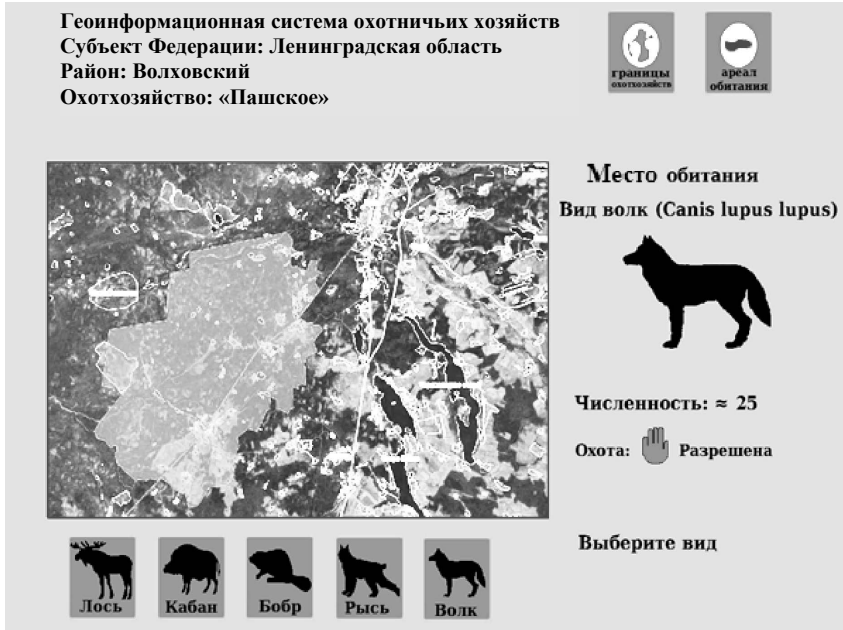 Геоинформационная система охотничьих хозяйств
Субъект Федерации: Ленинградская область
Район: Волховский
Охотхозяйство: «Пашское»
границы
охотхозяйств
ареал
обитания
Место обитания
Вид волк (Canis lupus lupus)
Численность: ≈ 25
Охота: Разрешена
Выберите вид
Лось
Кабан
Бобр
Рысь
Волк